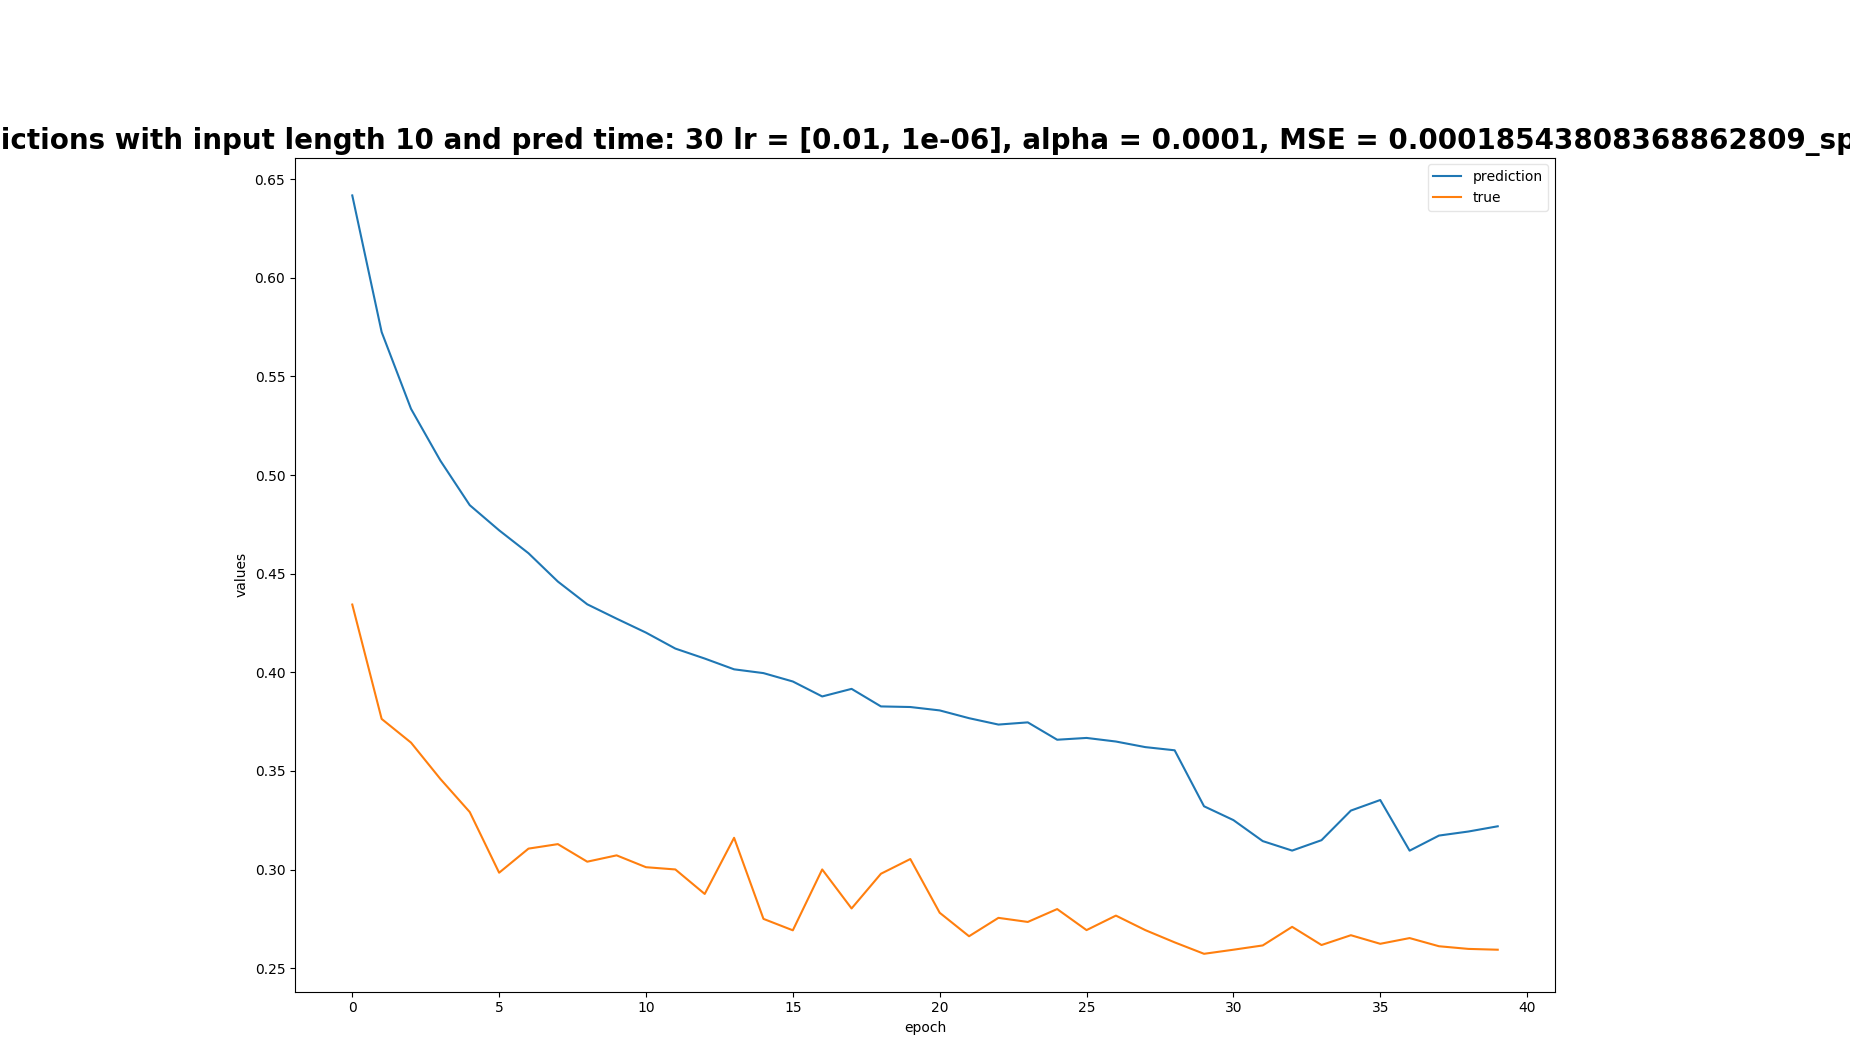 ictions with input length 10 and pred time: 30 lr = [0.01, 1e-06], alpha = 0.0001, MSE = 0.00018543808368862809_sp
prediction
true
0.65
0.60
0.55
0.50
0.45
0.40
0.35
0.30
0.25
values
0 5 10 15 20 25 30 35 40
epoch